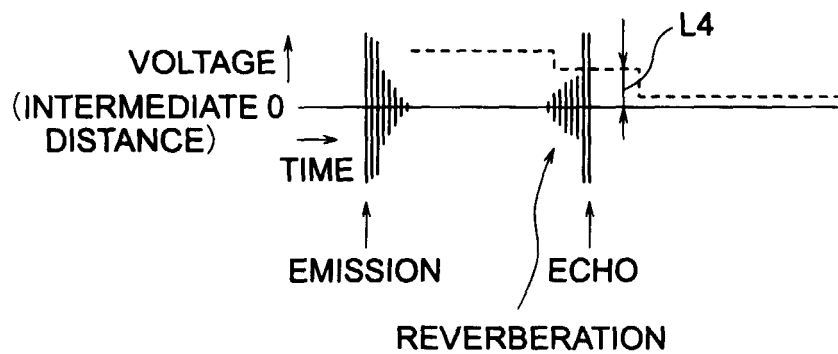 L4
VOLTAGE
(INTERMEDIATE 0
DISTANCE)
TIME
EMISSION
ECHO
REVERBERATION